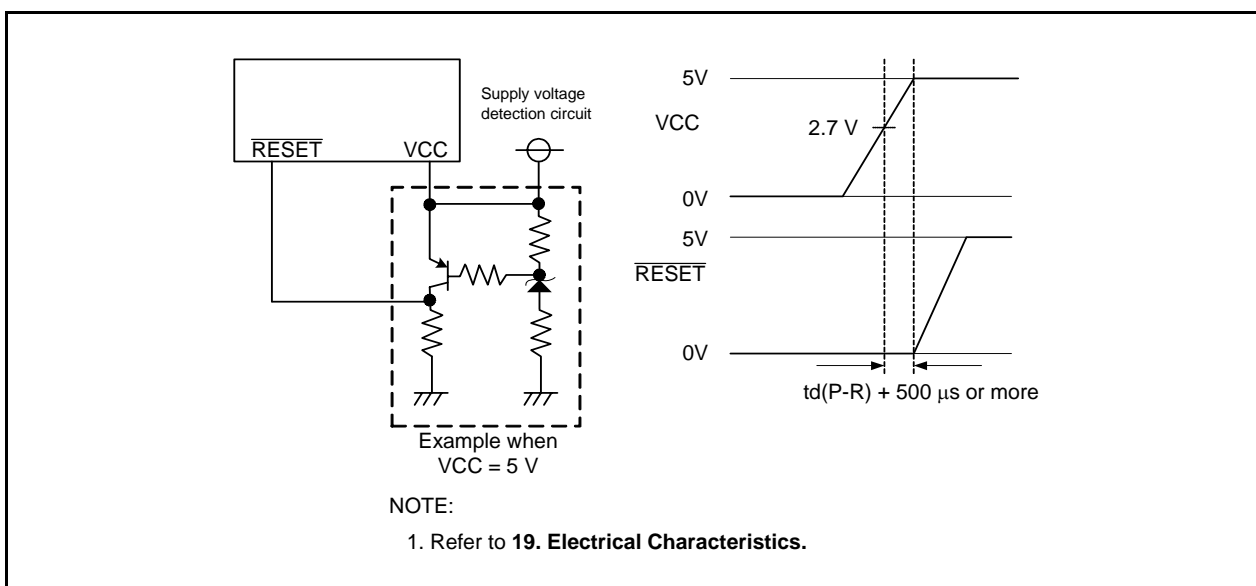 Supply voltage
detection circuit
RESET
VCC
Example when
VCC = 5 V
5V
VCC
2.7 V
0V
5V
RESET
0V
td(P-R) + 500 μs or more
NOTE:
1. Refer to 19. Electrical Characteristics.